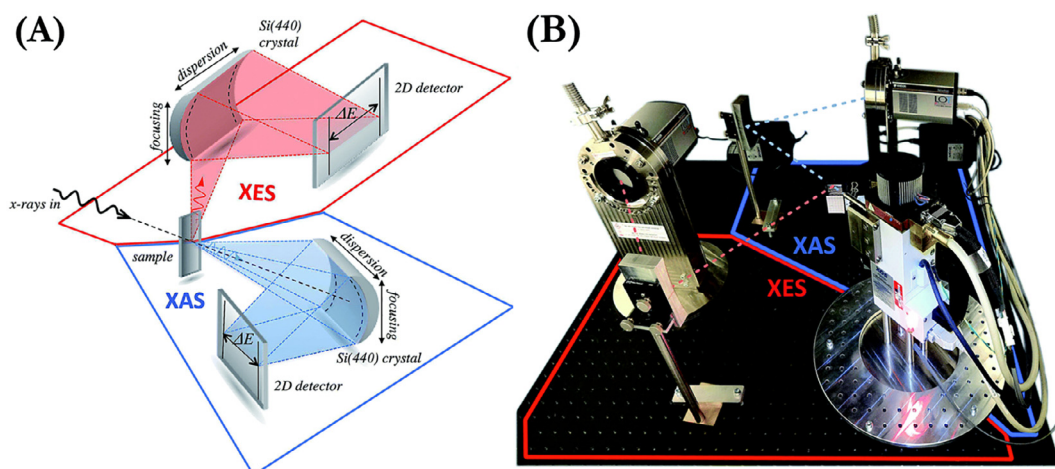 (A)
Si(440)
crystal
dispersion
focusing
2D detector
ΔE
XES
x-rays in
sample
XAS
dispersion
focusing
ΔE
Si(440) crystal
2D detector
(B)
XAS
XES